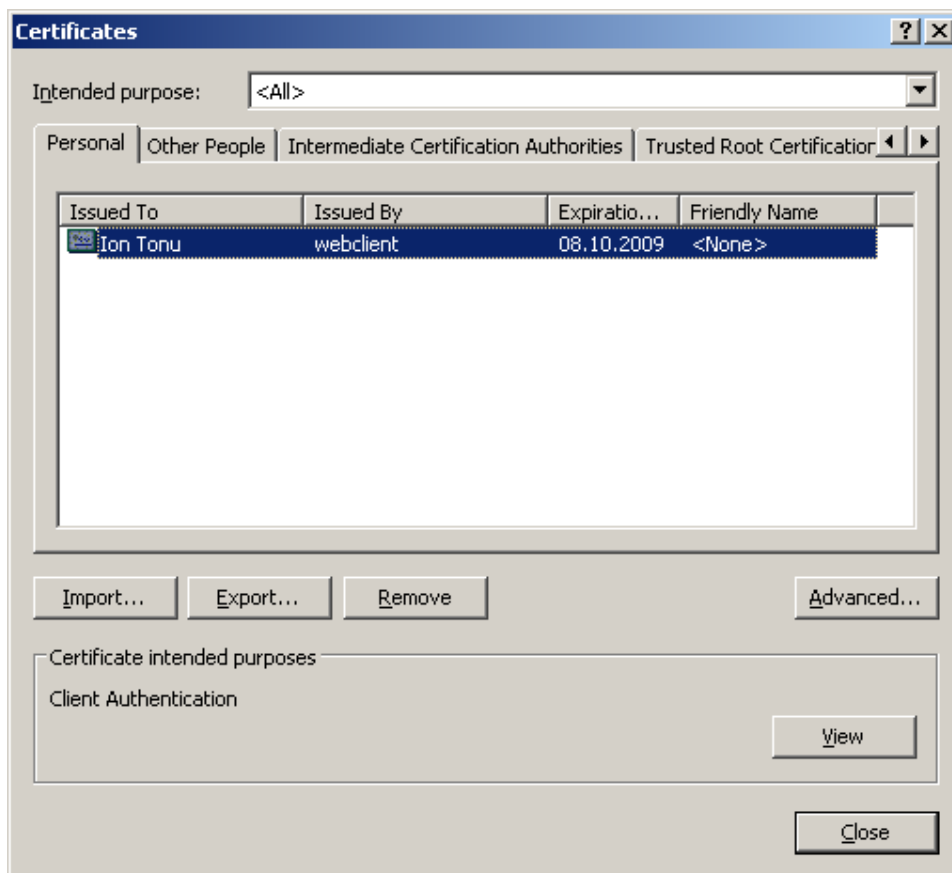 Certificates
Intended purpose: <All>
Personal Other People Intermediate Certification Authorities Trusted Root Certification
Issued To Issued By Expiratio... Friendly Name
Ion Tonu webclient 08.10.2009 <None>
Import... Export... Remove Advanced...
Certificate intended purposes
Client Authentication
View
Close